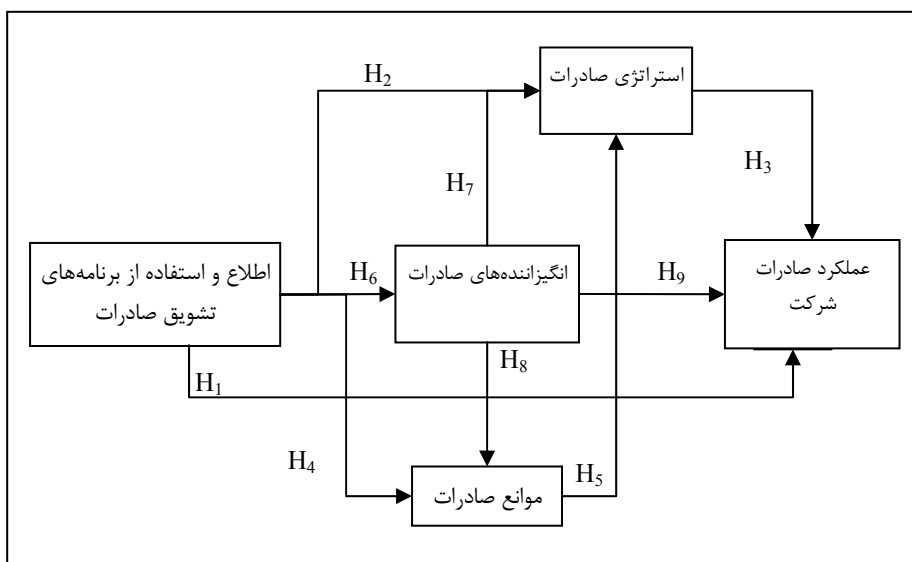 استراتژی صادرات
H2
H3
H7
اطلاع و استفاده از برنامه‌های
تشویق صادرات
H6
انگیزاننده‌های صادرات
H9
عملکرد صادرات
شرکت
H8
H1
H4
موانع صادرات
H5